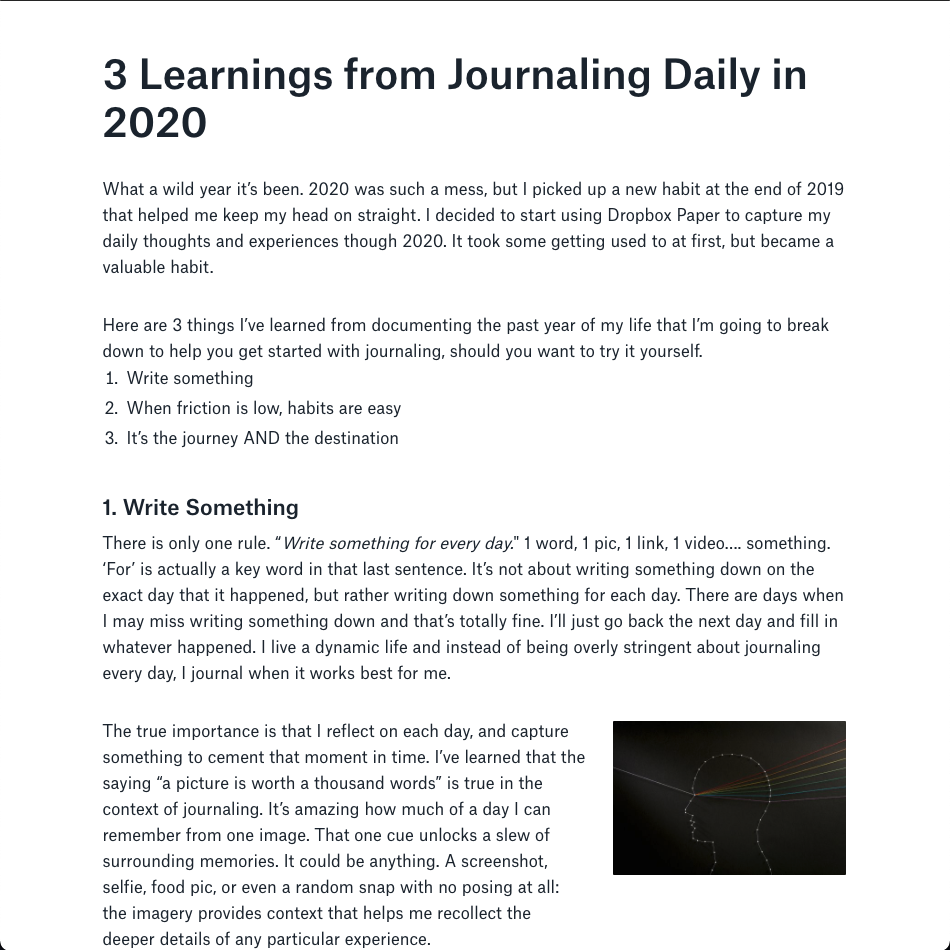 3 Learnings from Journaling Daily in
2020
What a wild year it’s been. 2020 was such a mess, but I picked up a new habit at the end of 2019
that helped me keep my head on straight. I decided to start using Dropbox Paper to capture my
daily thoughts and experiences though 2020. It took some getting used to at first, but became a
valuable habit.
Here are 3 things I’ve learned from documenting the past year of my life that I’m going to break
down to help you get started with journaling, should you want to try it yourself.
1. Write something
2. When friction is low, habits are easy
3. It’s the journey AND the destination
1. Write Something
There is only one rule. “Write something for every day." 1 word, 1 pic, 1 link, 1 video…. something.
‘For’ is actually a key word in that last sentence. It’s not about writing something down on the
exact day that it happened, but rather writing down something for each day. There are days when
I may miss writing something down and that’s totally fine. I’ll just go back the next day and fill in
whatever happened. I live a dynamic life and instead of being overly stringent about journaling
every day, I journal when it works best for me.
The true importance is that I reflect on each day, and capture
something to cement that moment in time. I’ve learned that the
saying “a picture is worth a thousand words” is true in the
context of journaling. It’s amazing how much of a day I can
remember from one image. That one cue unlocks a slew of
surrounding memories. It could be anything. A screenshot,
selfie, food pic, or even a random snap with no posing at all:
the imagery provides context that helps me recollect the
deeper details of any particular experience.